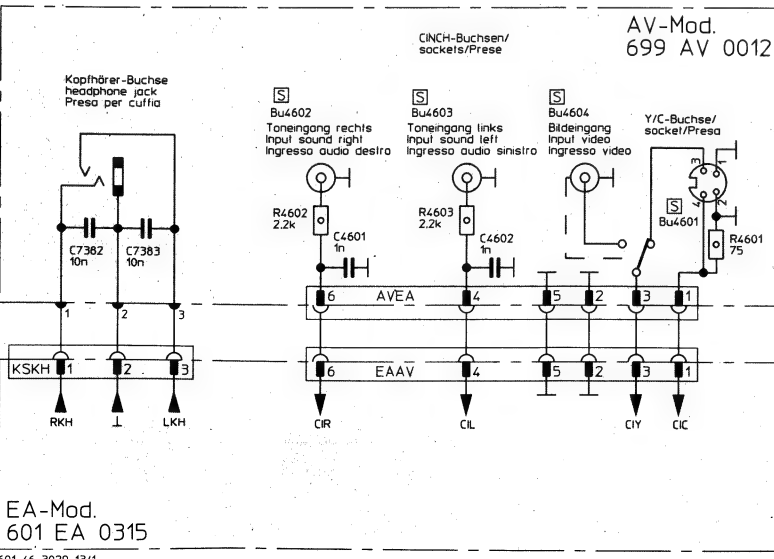 AV-Mod.
699 AV 0012
CINCH-Buchsen/
sockets/Prese
Kopfhörer-Buchse
headphone jack
Presa per cuffia
S
Bu4602
Toneingang rechts
Input sound right
Ingresso audio destro
S
Bu4603
Toneingang links
Input sound left
Ingresso audio sinistro
S
Bu4604
Bildeingang
Input video
Ingresso video
Y/C-Buchse/
socket/Presa
3
1
4
2
S
Bu4601
R4601
75
R4602
2.2k
C4601
1n
R4603
2.2k
C4602
1n
C7382
10n
C7383
10n
1
2
3
6
AVEA
4
5
2
3
1
KSKH
1
2
3
6
EAAV
4
5
2
3
1
RKH
⊥
LKH
CIR
CIL
CIY
CIC
EA-Mod.
601 EA 0315